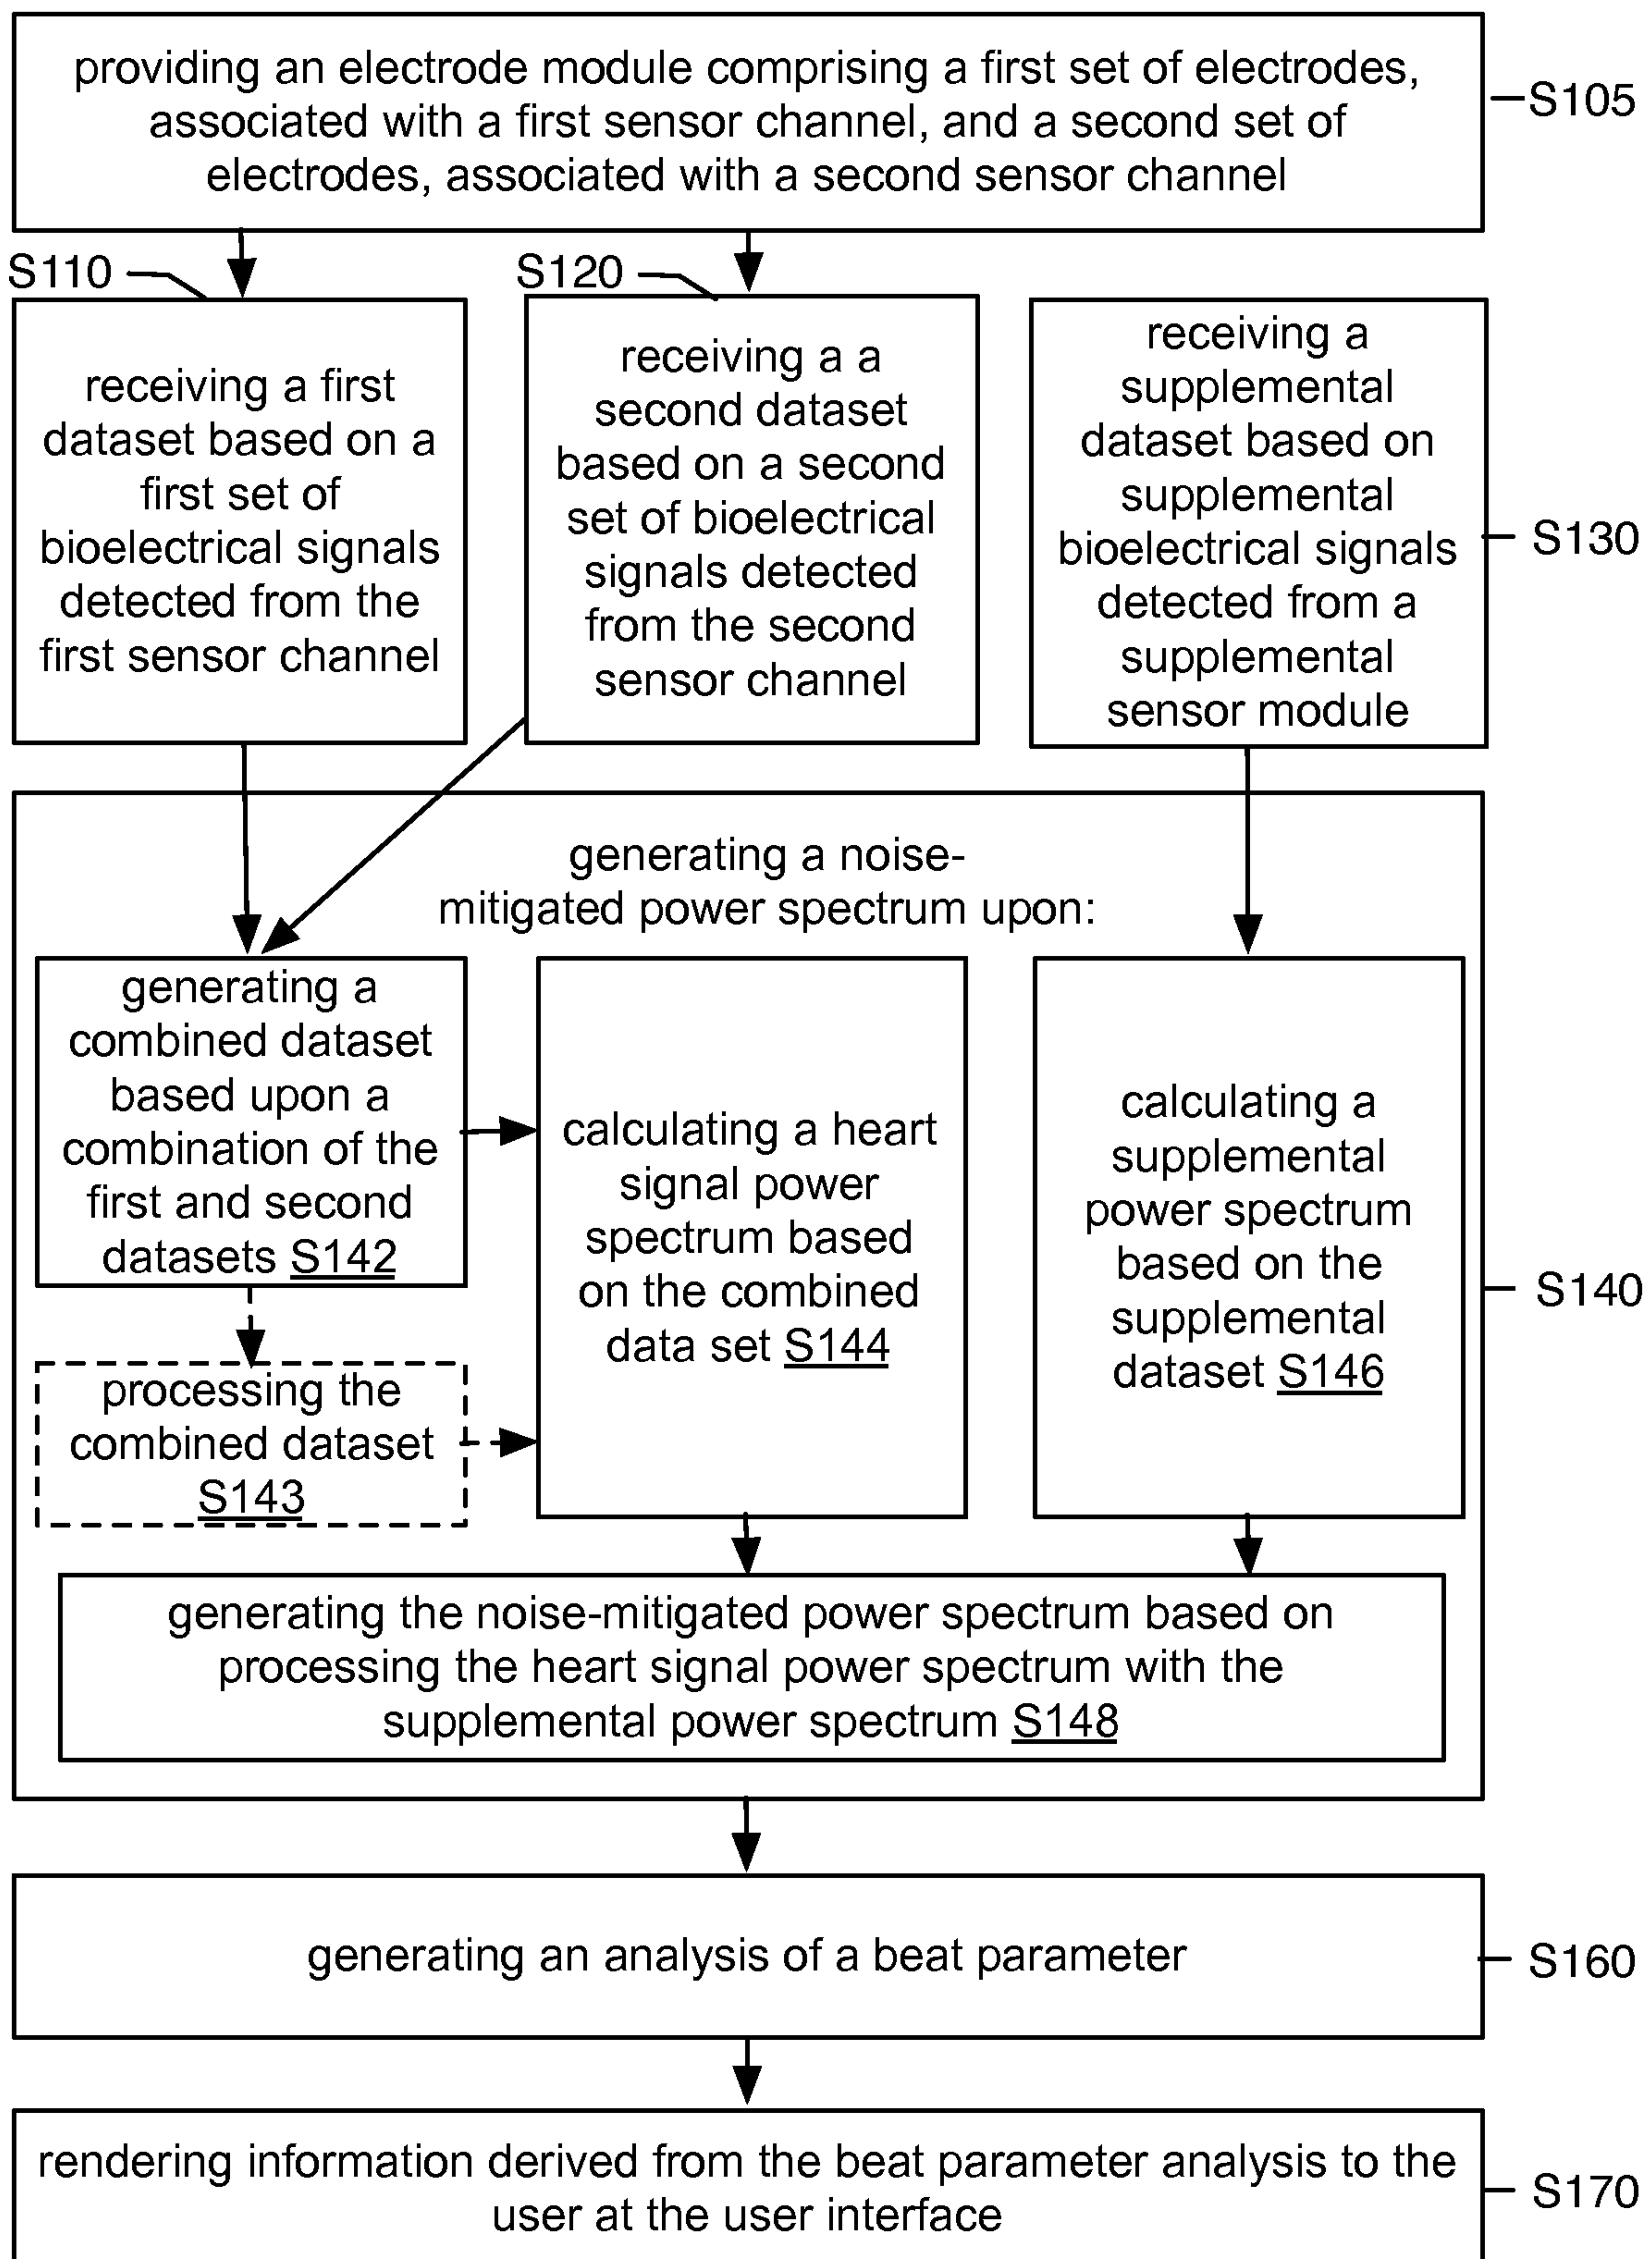 providing an electrode module comprising a first set of electrodes,
associated with a first sensor channel, and a second set of
electrodes, associated with a second sensor channel
S105
S110
receiving a first
dataset based on a
first set of
bioelectrical signals
detected from the
first sensor channel
S120
receiving a a
second dataset
based on a second
set of bioelectrical
signals detected
from the second
sensor channel
receiving a
supplemental
dataset based on
supplemental
bioelectrical signals
detected from a
supplemental
sensor module
S130
generating a noise-
mitigated power spectrum upon:
generating a
combined dataset
based upon a
combination of the
first and second
datasets S142
processing the
combined dataset
S143
calculating a heart
signal power
spectrum based
on the combined
data set S144
calculating a
supplemental
power spectrum
based on the
supplemental
dataset S146
S140
generating the noise-mitigated power spectrum based on
processing the heart signal power spectrum with the
supplemental power spectrum S148
generating an analysis of a beat parameter
S160
rendering information derived from the beat parameter analysis to the
user at the user interface
S170